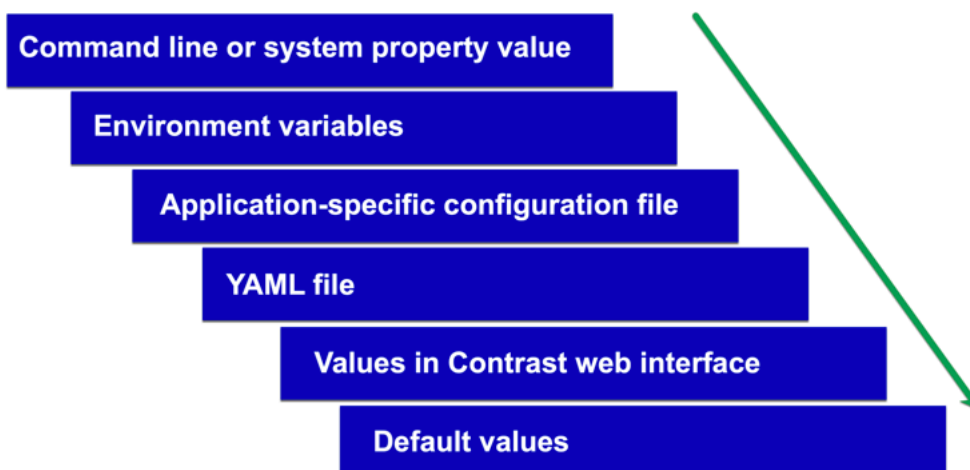 Command line or system property value
Environment variables
Application-specific configuration file
YAML file
Values in Contrast web interface
Default values